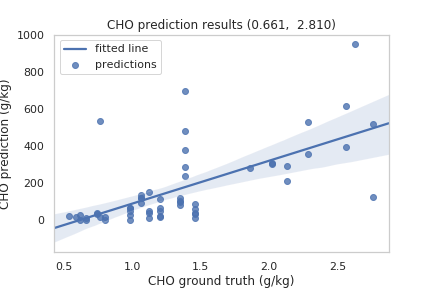 CHO prediction results (0.661,  2.810)
1000
800
600
400
200
0
CHO prediction (g/kg)
fitted line
predictions
0.5 1.0 1.5 2.0 2.5
CHO ground truth (g/kg)